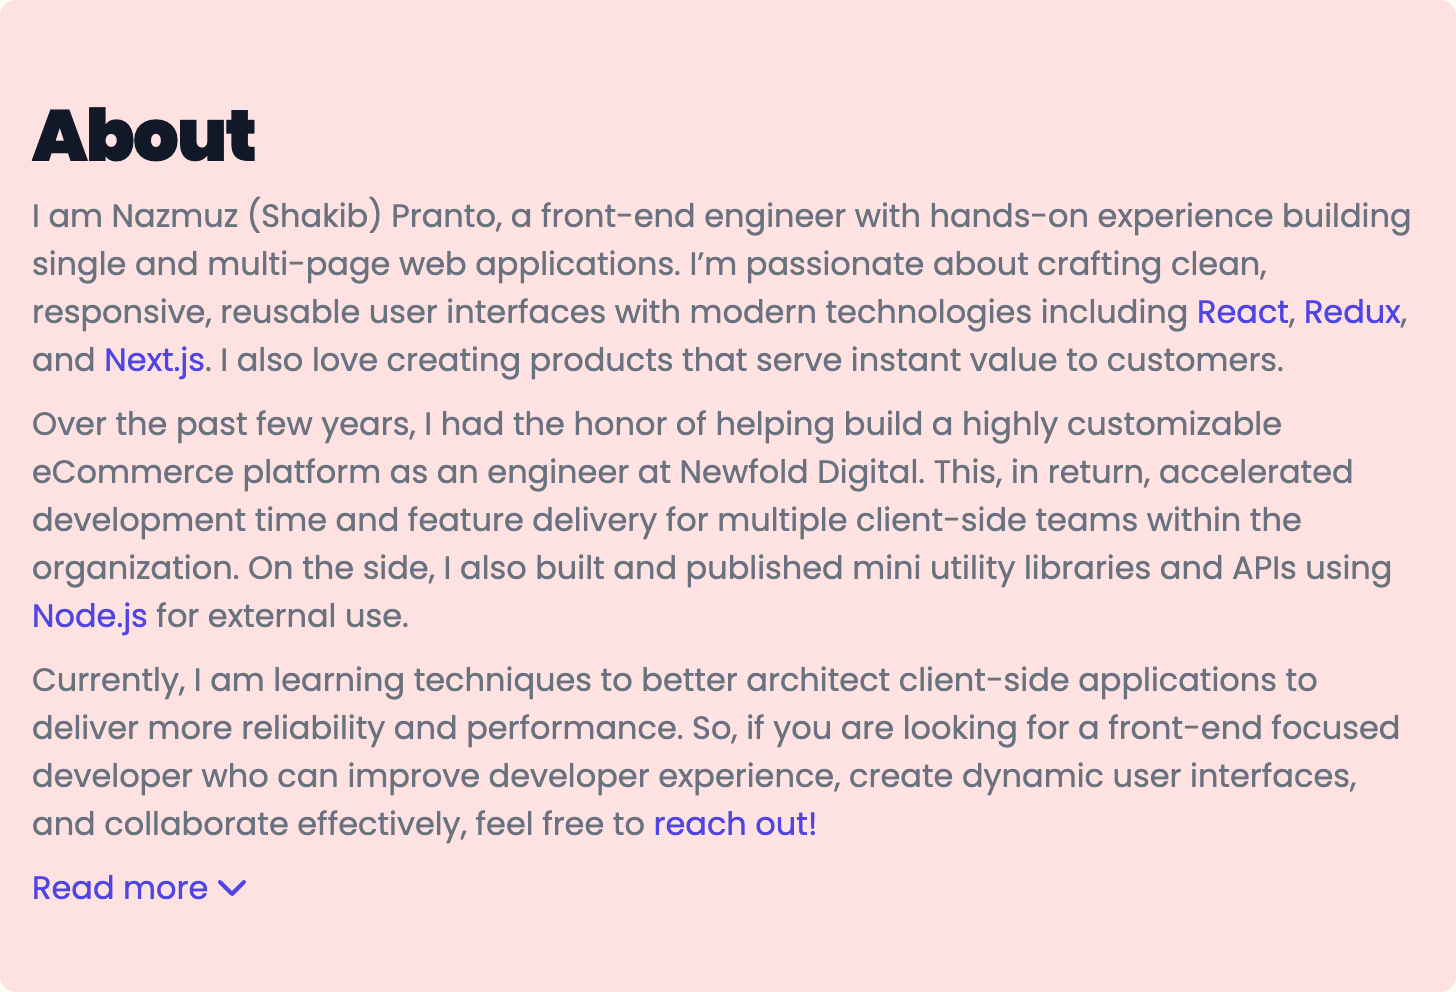 About
I am Nazmuz (Shakib) Pranto, a front-end engineer with hands-on experience building
single and multi-page web applications. I’m passionate about crafting clean,
responsive, reusable user interfaces with modern technologies including React, Redux,
and Next.js. I also love creating products that serve instant value to customers.
Over the past few years, I had the honor of helping build a highly customizable
eCommerce platform as an engineer at Newfold Digital. This, in return, accelerated
development time and feature delivery for multiple client-side teams within the
organization. On the side, I also built and published mini utility libraries and APIs using
Node.js for external use.
Currently, I am learning techniques to better architect client-side applications to
deliver more reliability and performance. So, if you are looking for a front-end focused
developer who can improve developer experience, create dynamic user interfaces,
and collaborate effectively, feel free to reach out!
Read more